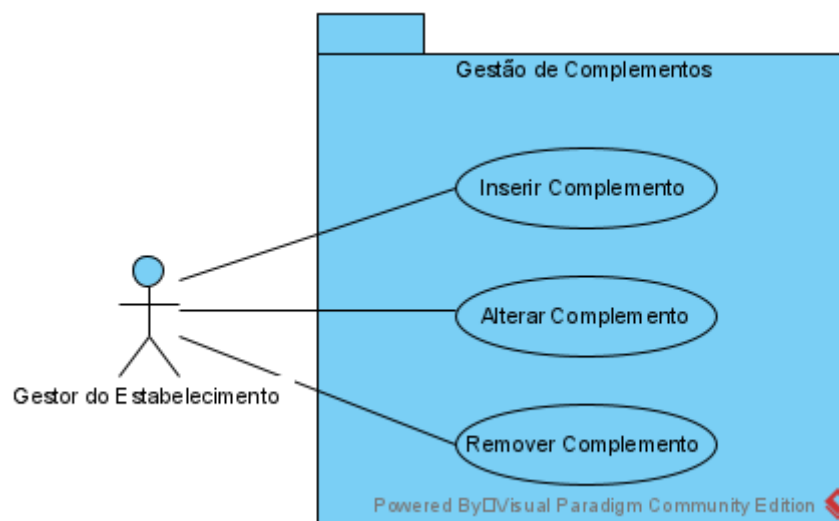 Gestão de Complementos
Inserir Complemento
Alterar Complemento
Gestor do Estabelecimento
Remover Complemento
Powered By□Visual Paradigm Community Edition